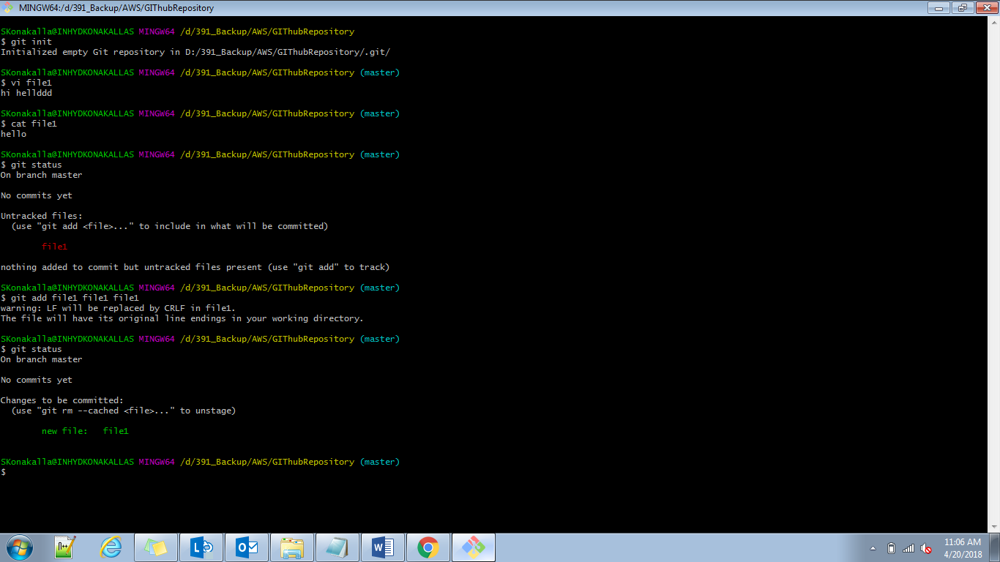 MINGW64:/d/391_Backup/AWS/GIThubRepository
SKonakalla@INHYDKONAKALLAS MINGW64 /d/391_Backup/AWS/GIThubRepository
$ git init
Initialized empty Git repository in D:/391_Backup/AWS/GIThubRepository/.git/
SKonakalla@INHYDKONAKALLAS MINGW64 /d/391_Backup/AWS/GIThubRepository (master)
$ vi file1
hi hellddd
SKonakalla@INHYDKONAKALLAS MINGW64 /d/391_Backup/AWS/GIThubRepository (master)
$ cat file1
hello
SKonakalla@INHYDKONAKALLAS MINGW64 /d/391_Backup/AWS/GIThubRepository (master)
$ git status
On branch master
No commits yet
Untracked files:
(use "git add <file>..." to include in what will be committed)
file1
nothing added to commit but untracked files present (use "git add" to track)
SKonakalla@INHYDKONAKALLAS MINGW64 /d/391_Backup/AWS/GIThubRepository (master)
$ git add file1 file1 file1
warning: LF will be replaced by CRLF in file1.
The file will have its original line endings in your working directory.
SKonakalla@INHYDKONAKALLAS MINGW64 /d/391_Backup/AWS/GIThubRepository (master)
$ git status
On branch master
No commits yet
Changes to be committed:
(use "git rm --cached <file>..." to unstage)
new file:   file1
SKonakalla@INHYDKONAKALLAS MINGW64 /d/391_Backup/AWS/GIThubRepository (master)
$
11:06 AM
4/20/2018